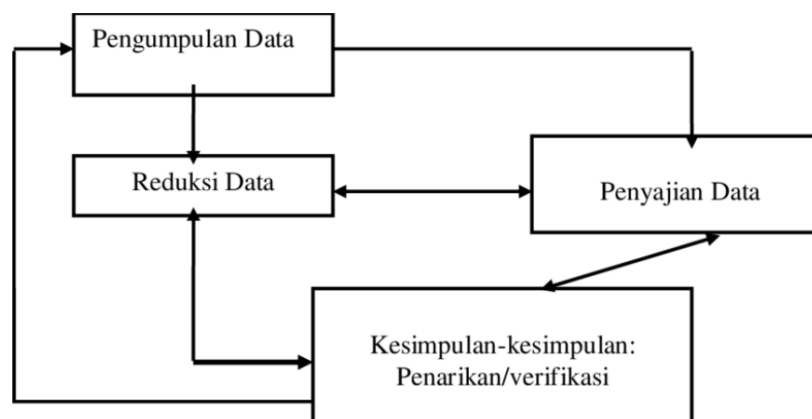 Pengumpulan Data
Reduksi Data
Penyajian Data
Kesimpulan-kesimpulan:
Penarikan/verifikasi